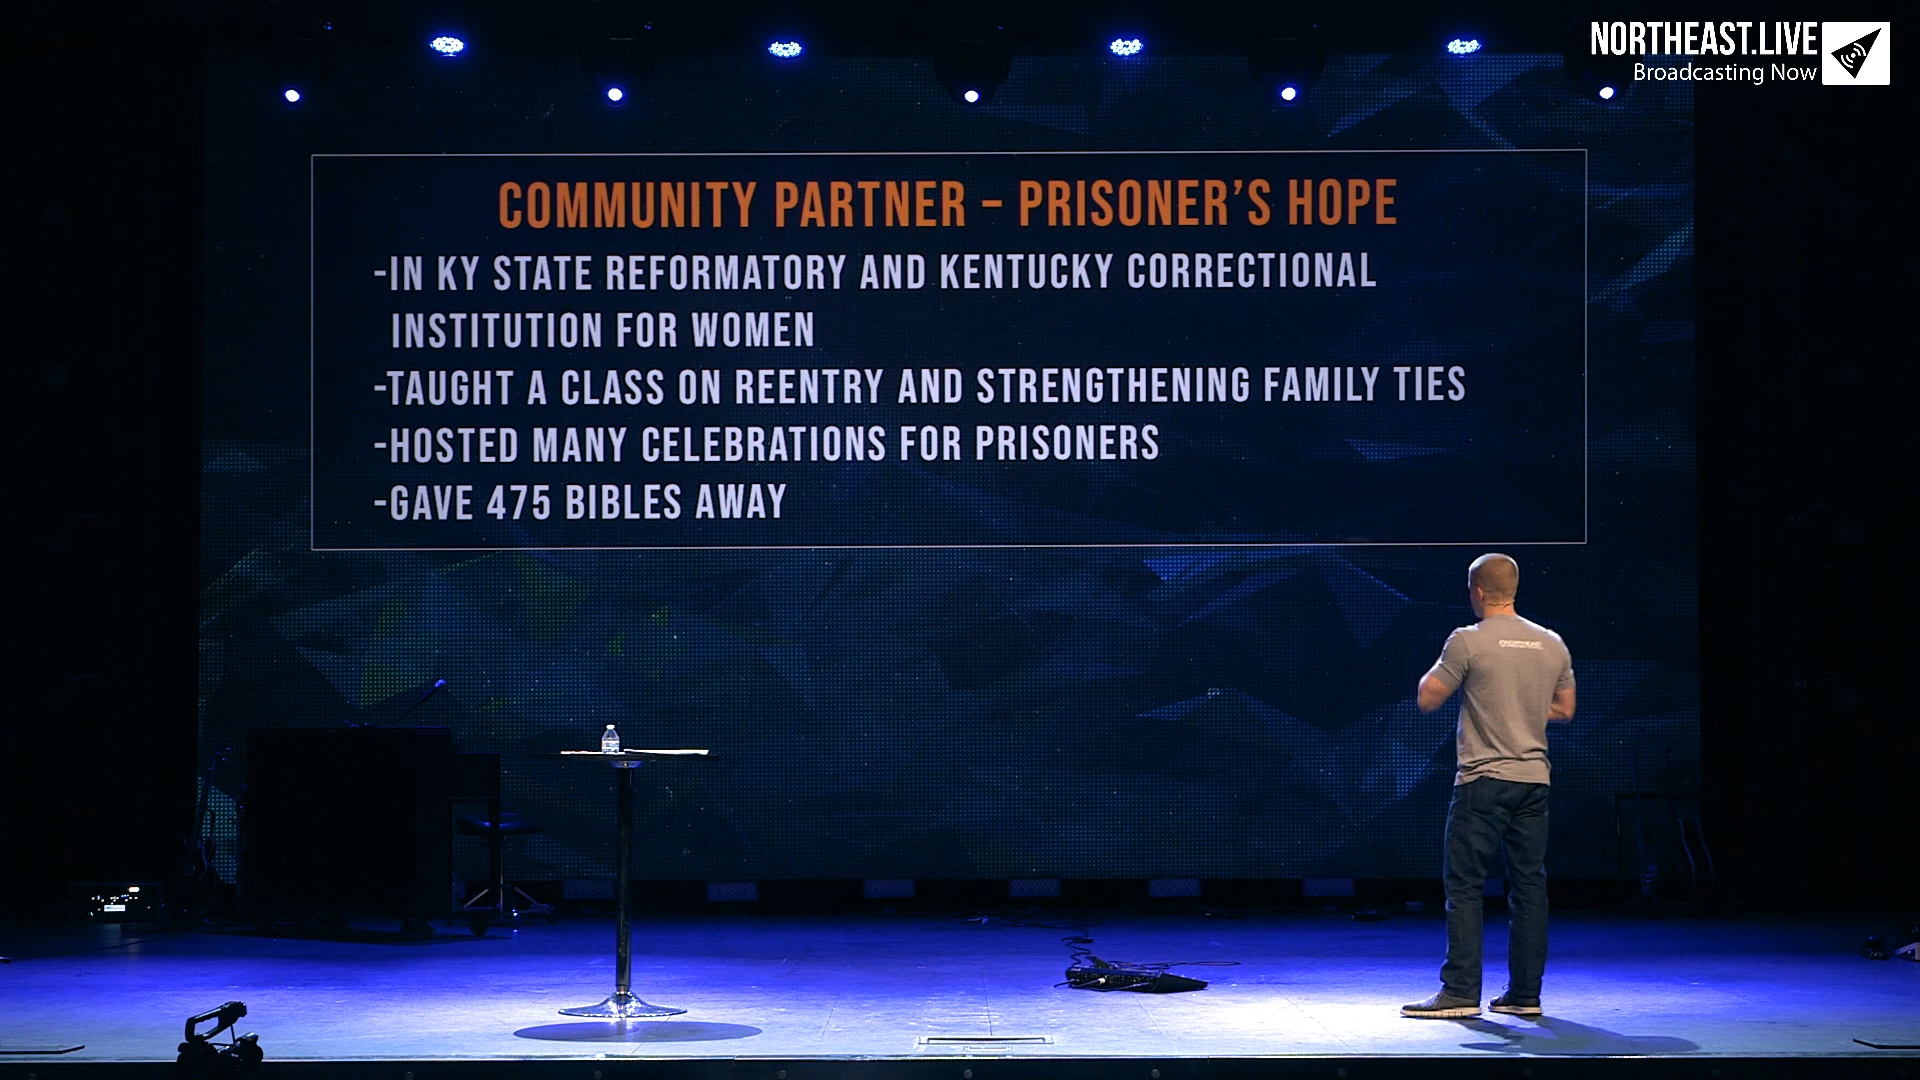 NORTHEAST.LIVE
Broadcasting Now
COMMUNITY PARTNER – PRISONER’S HOPE
-IN KY STATE REFORMATORY AND KENTUCKY CORRECTIONAL
INSTITUTION FOR WOMEN
-TAUGHT A CLASS ON REENTRY AND STRENGTHENING FAMILY TIES
-HOSTED MANY CELEBRATIONS FOR PRISONERS
-GAVE 475 BIBLES AWAY